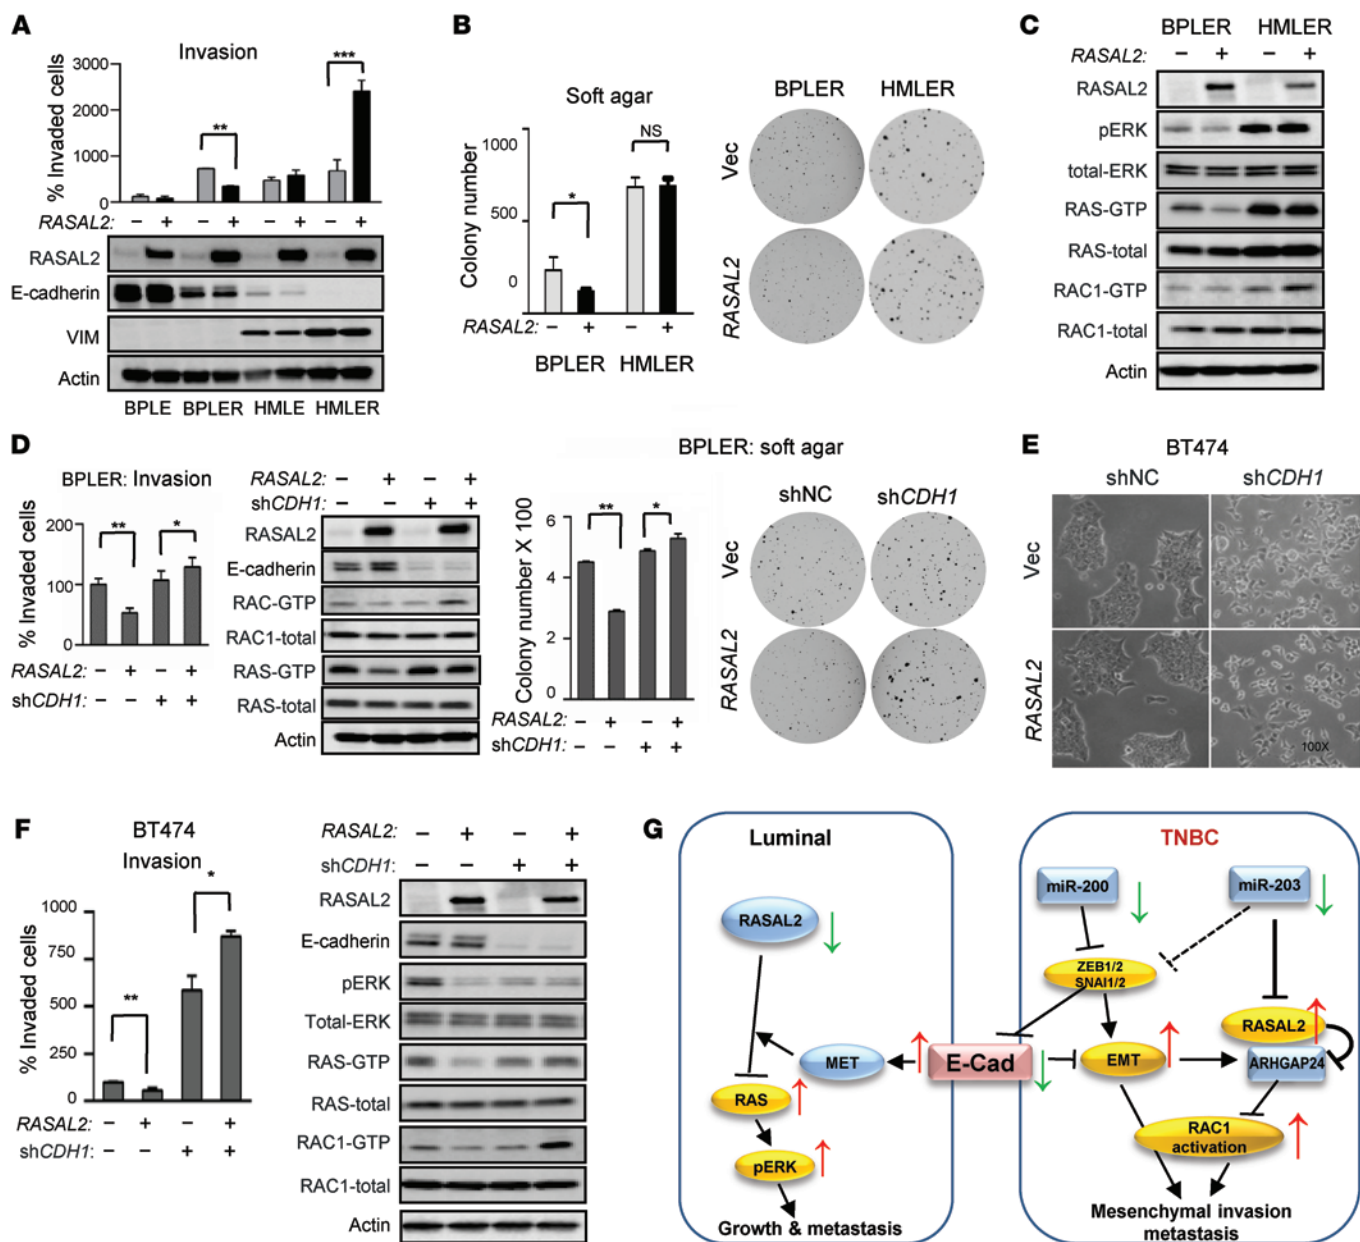 A
Invasion
% Invaded cells
3000
2000
1000
0
**
***
RASAL2: – + – + – + – +
RASAL2
E-cadherin
VIM
Actin
BPLE BPLER HMLE HMLER
B
Soft agar
Colony number
1000
500
0
*
NS
RASAL2: – + – +
BPLER HMLER
BPLER HMLER
Vec
RASAL2
C
BPLER HMLER
RASAL2: – + – +
RASAL2
pERK
total-ERK
RAS-GTP
RAS-total
RAC1-GTP
RAC1-total
Actin
D
BPLER: Invasion
% Invaded cells
200
100
0
**
*
RASAL2: – + – +
shCDH1: – – + +
RASAL2: – + – +
shCDH1: – – + +
RASAL2
E-cadherin
RAC-GTP
RAC1-total
RAS-GTP
RAS-total
Actin
BPLER: soft agar
Colony number X 100
6
4
2
0
**
*
RASAL2: – + – +
shCDH1: – – + +
shNC shCDH1
Vec
RASAL2
E
BT474
shNC shCDH1
Vec
RASAL2
100X
F
BT474
Invasion
% Invaded cells
1000
750
500
250
0
**
*
RASAL2: – + – +
shCDH1: – – + +
RASAL2: – + – +
shCDH1: – – + +
RASAL2
E-cadherin
pERK
Total-ERK
RAS-GTP
RAS-total
RAC1-GTP
RAC1-total
Actin
G
Luminal
RASAL2
MET
RAS
pERK
Growth & metastasis
E-Cad
TNBC
miR-200
miR-203
ZEB1/2
SNAI1/2
EMT
RASAL2
ARHGAP24
RAC1
activation
Mesenchymal invasion
metastasis